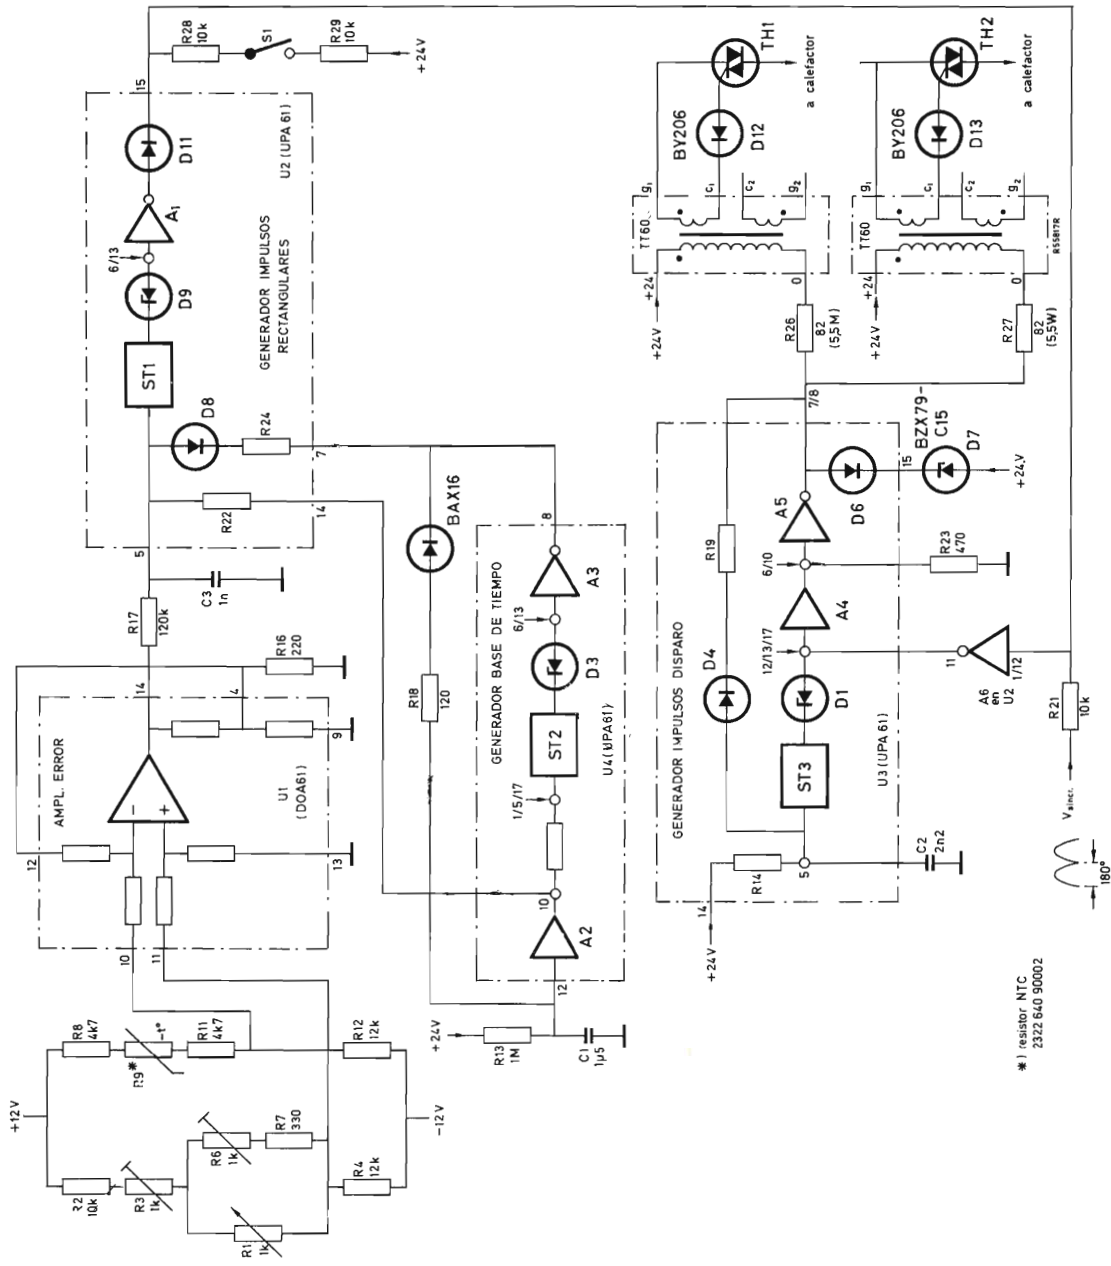 +12V
R8
4k7
R9*
-t°
R11
4k7
R12
12k
-12V
R2
10k
R3
1k
R6
1k
R7
330
R1
1k
R4
12k
10
11
12
13
14
4
9
AMPL. ERROR
U1
(DOA61)
R16
220
R17
120k
C3
1n
5
R22
14
D8
R24
7
ST1
D9
6/13
A1
D11
15
GENERADOR IMPULSOS
RECTANGULARES
U2 (UPA 61)
R28
10k
S1
R29
10k
+24V
+24V
R13
1M
C1
1µ5
12
A2
10
1/5/17
ST2
D3
6/13
A3
8
GENERADOR BASE DE TIEMPO
U4 (UPA61)
R18
120
BAX16
+24V
14
R14
5
C2
2n2
ST3
D1
D4
R19
12/13/17
A4
6/10
A5
R23
470
D6
15
BZX79-
C15
D7
+24V
7/8
GENERADOR IMPULSOS DISPARO
U3 (UPA 61)
11
A6
en
U2
1/12
R21
10k
Vsincr.
180°
R26
82
(5,5M)
R27
82
(5,5W)
+24V
+24
0
TT60
g1
c1
c2
g2
BY206
D12
TH1
a calefactor
+24V
+24
0
TT60
g1
c1
c2
g2
BY206
D13
TH2
a calefactor
R55817R
*) resistor NTC
2322 640 90002